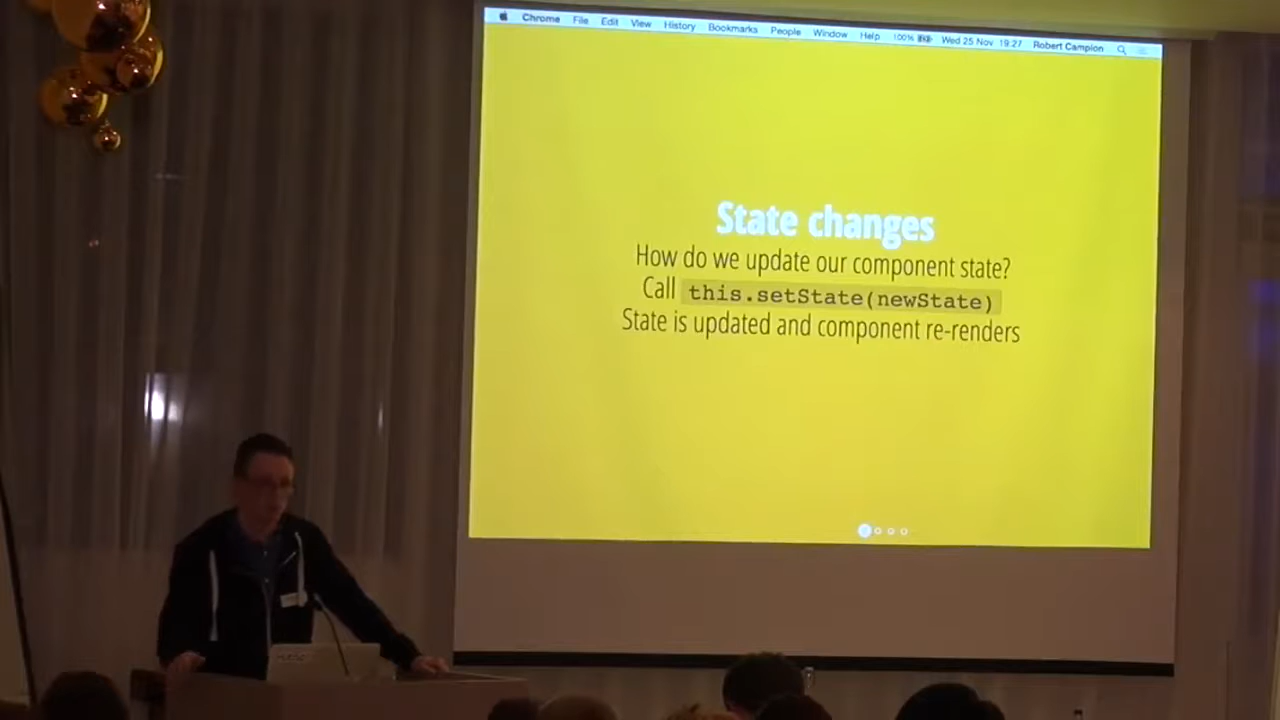 Chrome File Edit View History Bookmarks People Window Help 100% Wed 25 Nov 19:27 Robert Campion
State changes
How do we update our component state?
Call this.setState(newState)
State is updated and component re-renders